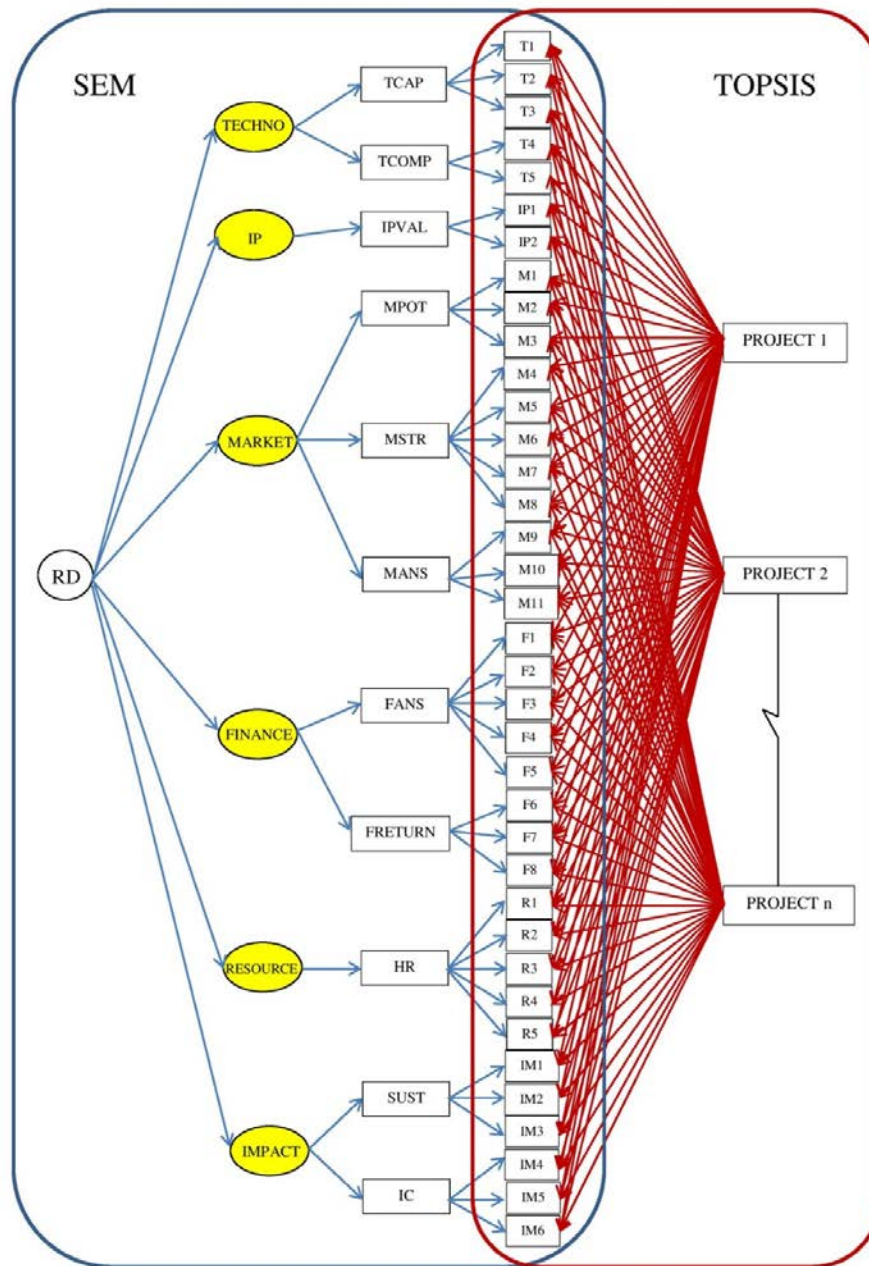 SEM
TOPSIS
RD
TECHNO
IP
MARKET
FINANCE
RESOURCE
IMPACT
TCAP
TCOMP
IPVAL
MPOT
MSTR
MANS
FANS
FRETURN
HR
SUST
IC
T1
T2
T3
T4
T5
IP1
IP2
M1
M2
M3
M4
M5
M6
M7
M8
M9
M10
M11
F1
F2
F3
F4
F5
F6
F7
F8
R1
R2
R3
R4
R5
IM1
IM2
IM3
IM4
IM5
IM6
PROJECT 1
PROJECT 2
PROJECT n